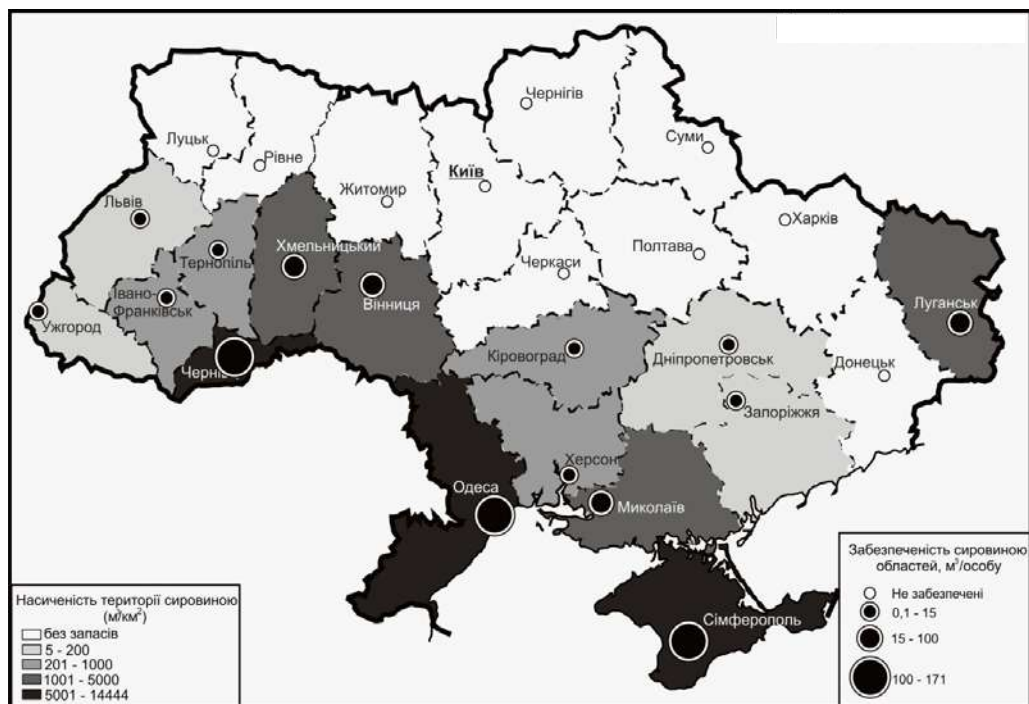 Чернігів
Суми
Луцьк
Рівне
Київ
Житомир
Харків
Львів
Хмельницький
Полтава
Тернопіль
Черкаси
Івано-
Франківськ
Вінниця
Луганськ
Ужгород
Кіровоград
Дніпропетровськ
Донецьк
Запоріжжя
Херсон
Одеса
Миколаїв
Сімферополь
Насиченість території сировиною
(м³/км²)
без запасів
5 - 200
201 - 1000
1001 - 5000
5001 - 14444
Забезпеченість сировиною
областей, м³/особу
Не забезпечені
0,1 - 15
15 - 100
100 - 171